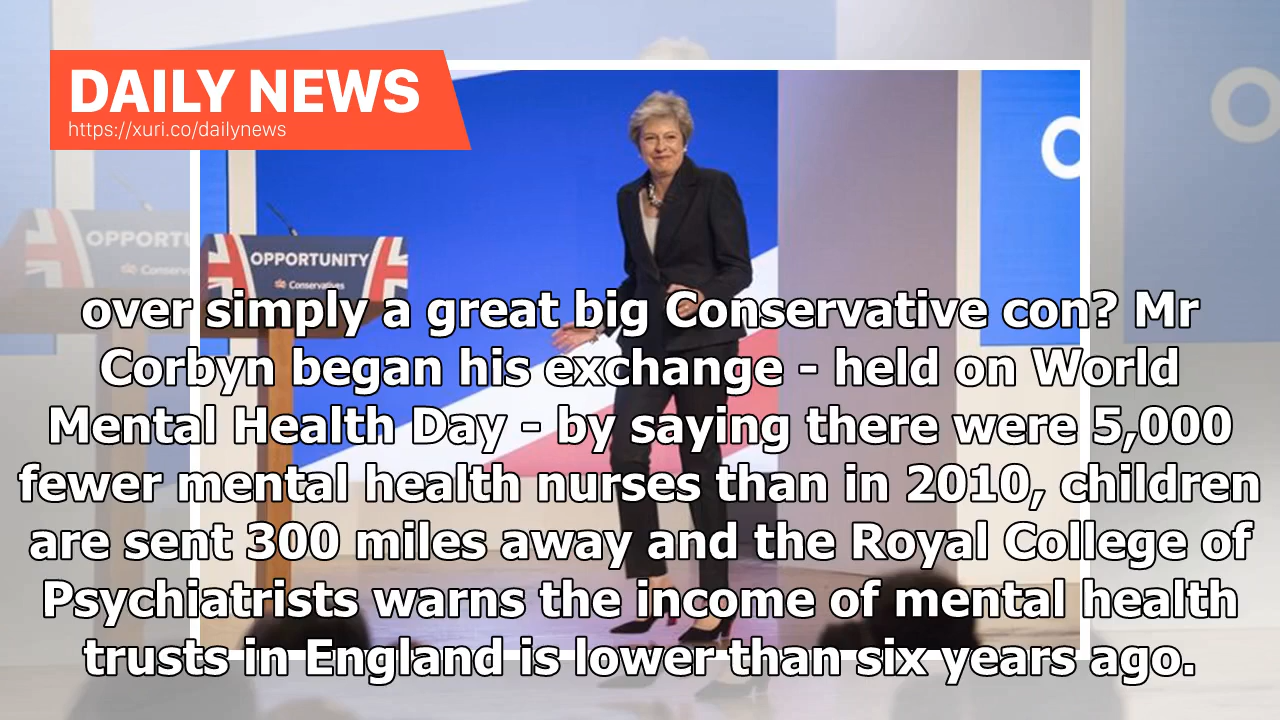 DAILY NEWS
https://xuri.co/dailynews
O
O
OPPORTU
OPPORTUNITY
Conserva
Conservatives
over simply a great big Conservative con? Mr
Corbyn began his exchange - held on World
Mental Health Day - by saying there were 5,000
fewer mental health nurses than in 2010, children
are sent 300 miles away and the Royal College of
Psychiatrists warns the income of mental health
trusts in England is lower than six years ago.